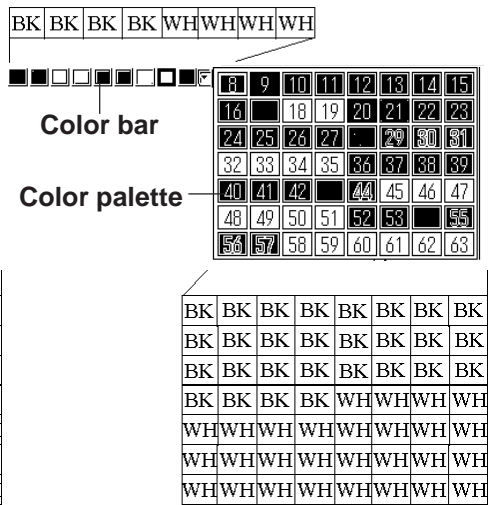 BK BK BK BK WH WH WH WH
Color bar
Color palette
8 9 10 11 12 13 14 15
16 18 19 20 21 22 23
24 25 26 27 29 30 31
32 33 34 35 36 37 38 39
40 41 42 44 45 46 47
48 49 50 51 52 53 55
56 57 58 59 60 61 62 63
BK BK BK BK BK BK BK BK
BK BK BK BK BK BK BK BK
BK BK BK BK BK BK BK BK
BK BK BK BK WH WH WH WH
WH WH WH WH WH WH WH WH
WH WH WH WH WH WH WH WH
WH WH WH WH WH WH WH WH